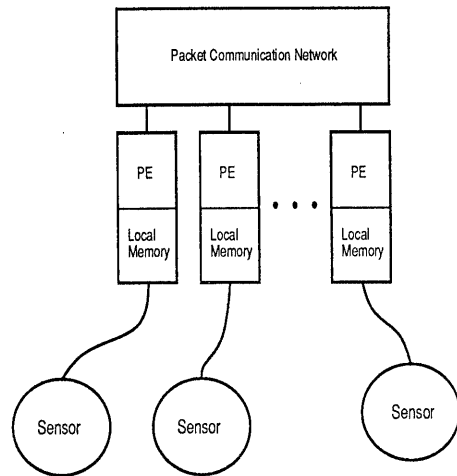 Packet Communication Network
PE
PE
PE
Local
Memory
Local
Memory
Local
Memory
Sensor
Sensor
Sensor